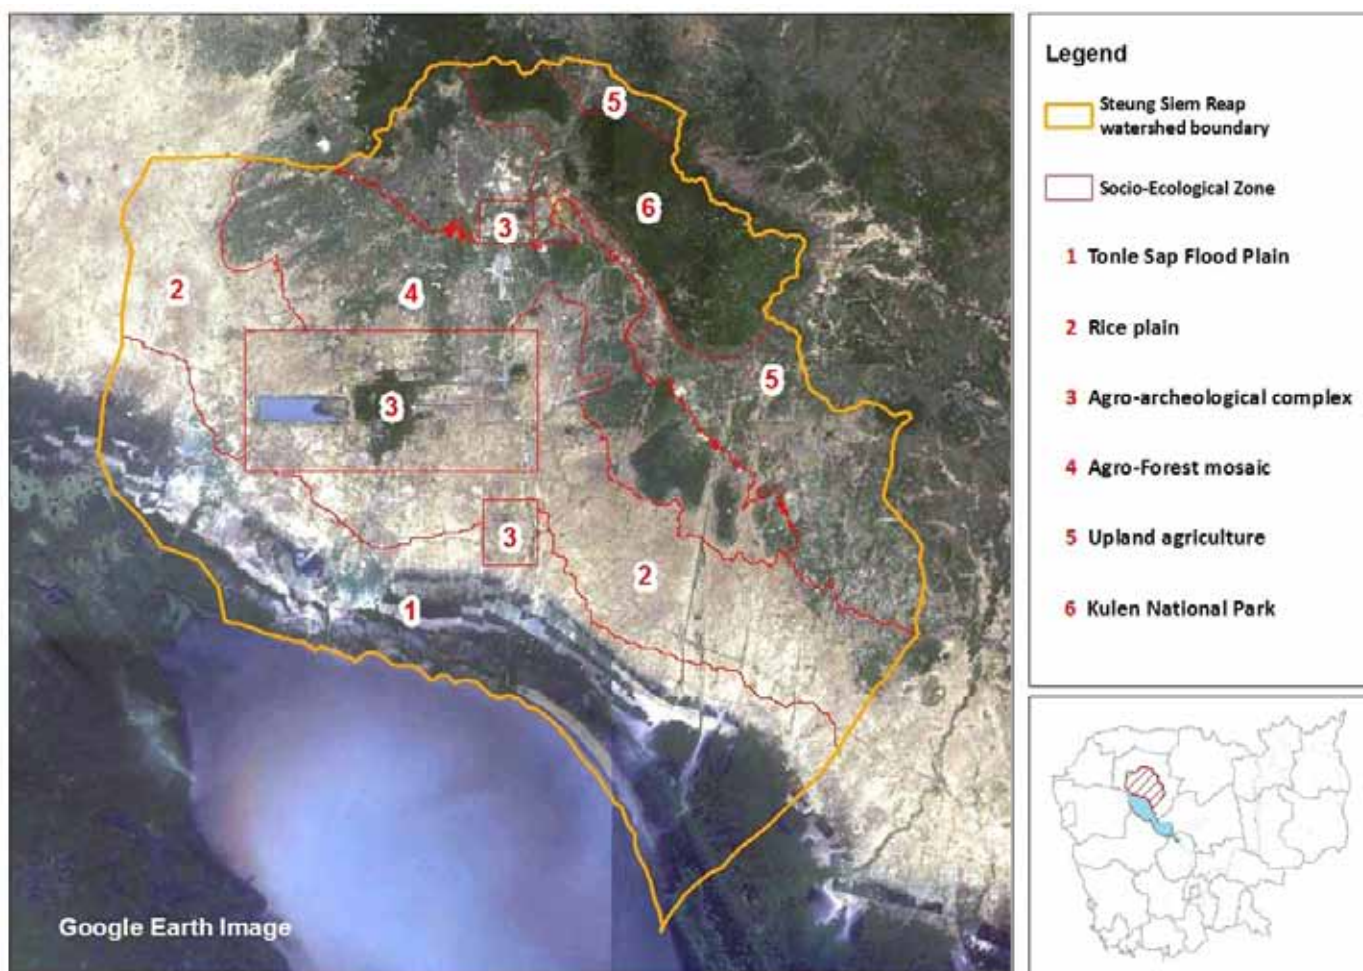 5
6
3
2
4
5
3
3
2
1
Google Earth Image
Legend
Steung Siem Reap
watershed boundary
Socio-Ecological Zone
1 Tonle Sap Flood Plain
2 Rice plain
3 Agro-archeological complex
4 Agro-Forest mosaic
5 Upland agriculture
6 Kulen National Park